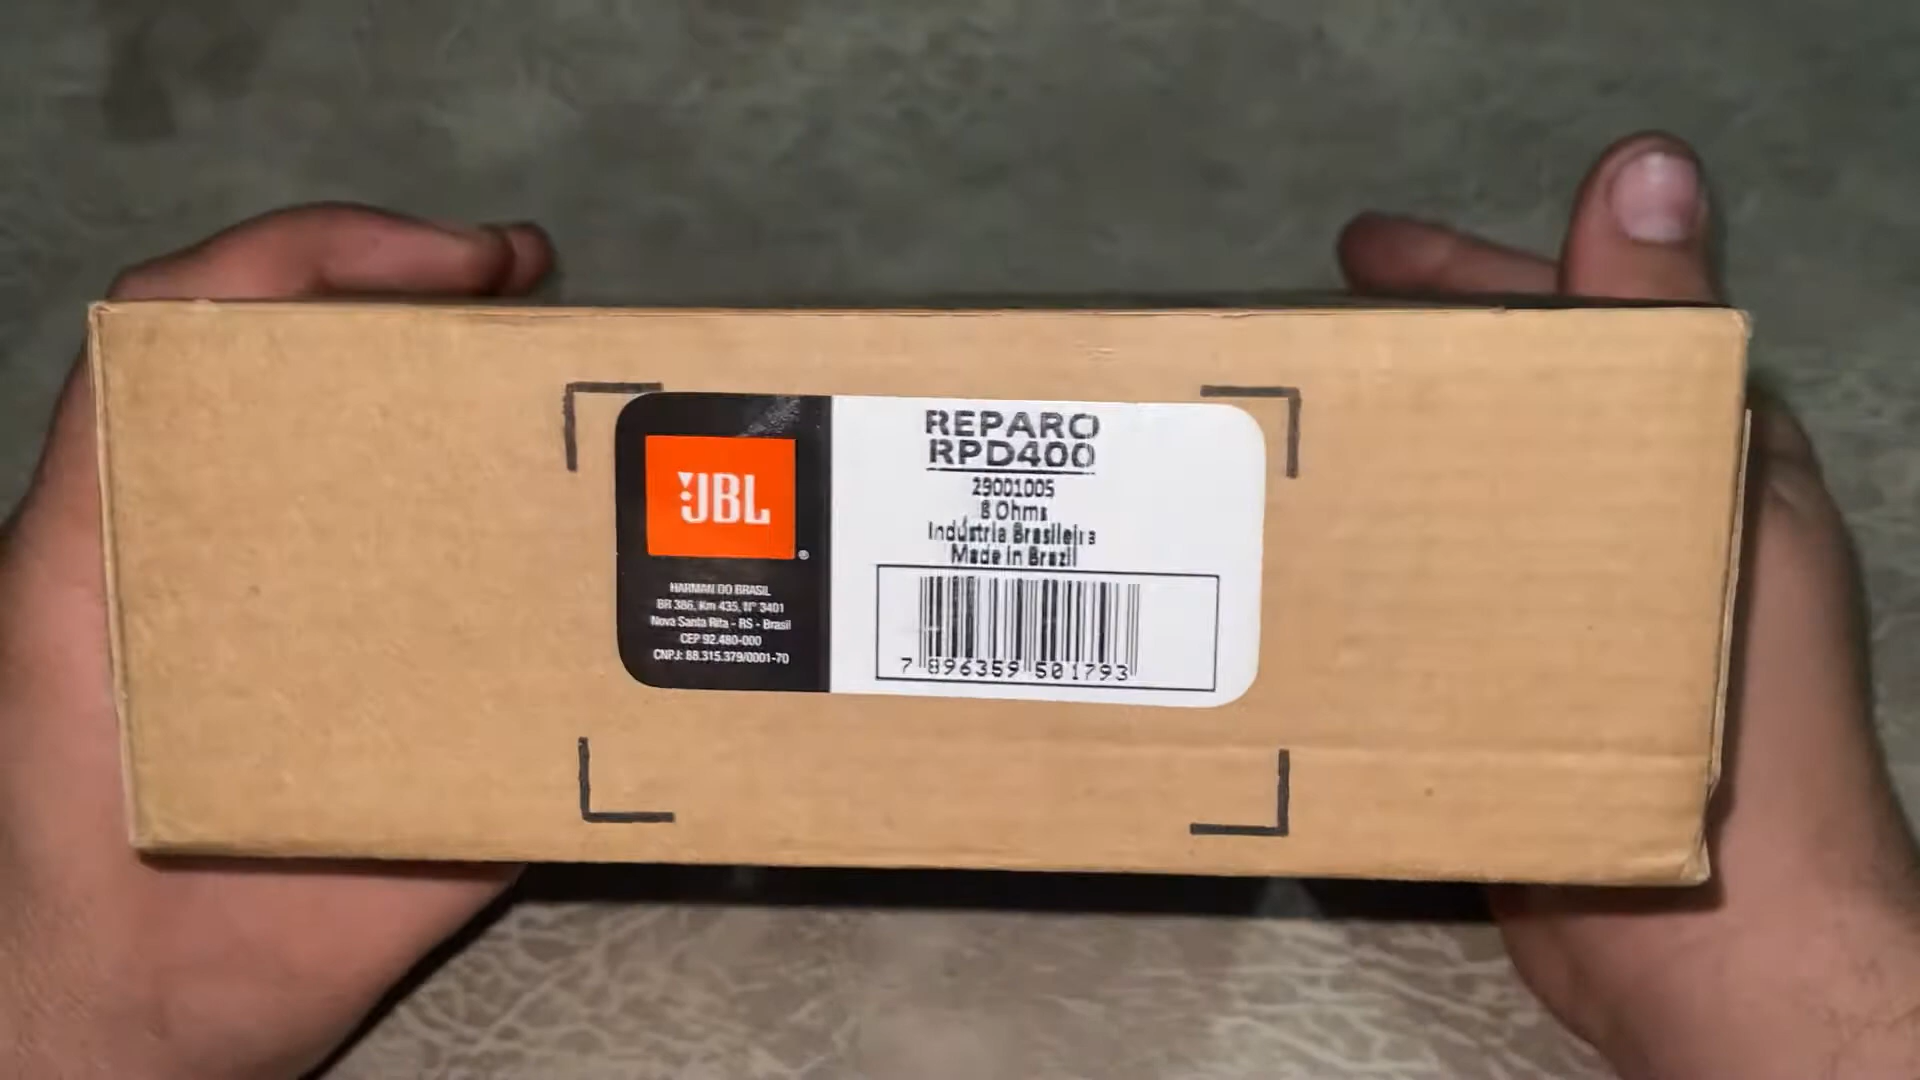 JBL
®
HARMAN DO BRASIL
BR 386, Km 435, N° 3401
Nova Santa Rita - RS - Brasil
CEP 92.480-000
CNPJ: 88.315.379/0001-70
REPARO
RPD400
29001005
8 Ohms
Indústria Brasileira
Made in Brazil
7 896359 501793